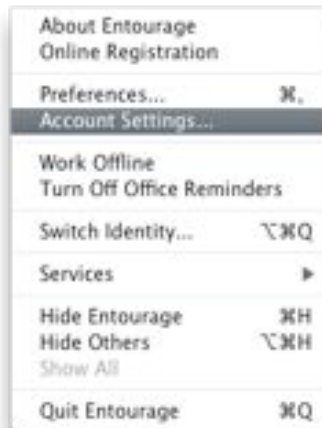 About Entourage
Online Registration
Preferences... ⌘,
Account Settings...
Work Offline
Turn Off Office Reminders
Switch Identity... ⌥⌘Q
Services ▶
Hide Entourage ⌘H
Hide Others ⌥⌘H
Show All
Quit Entourage ⌘Q